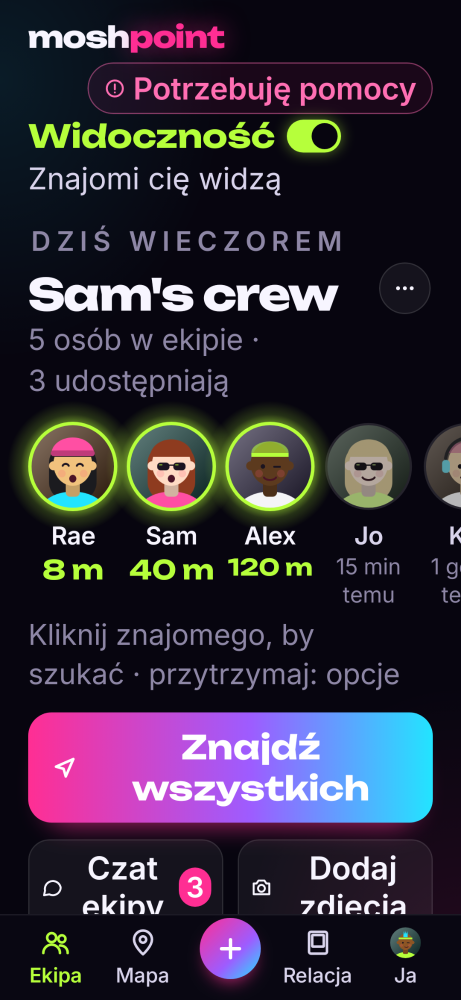 moshpoint
Potrzebuję pomocy
Widoczność
Znajomi cię widzą
DZIŚ WIECZOREM
Sam's crew
5 osób w ekipie ·
3 udostępniają
Rae
Sam
Alex
Jo
8 m
40 m
120 m
15 min
temu
Kliknij znajomego, by
szukać · przytrzymaj: opcje
Znajdź
wszystkich
Czat
ekipy
3
Dodaj
zdjęcia
Ekipa
Mapa
Relacja
Ja